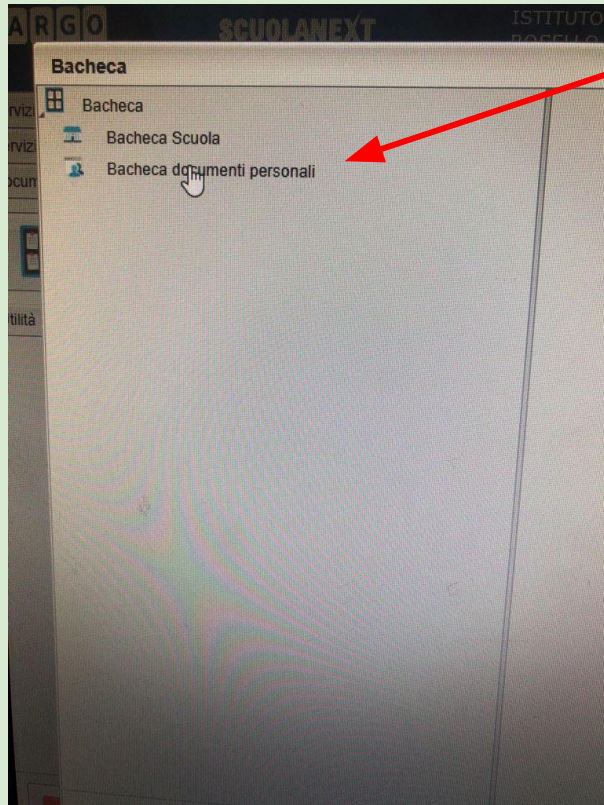 ARGO SCUOLANEXT ISTITUTO
Bacheca
Bacheca
Bacheca Scuola
Bacheca documenti personali
tilità